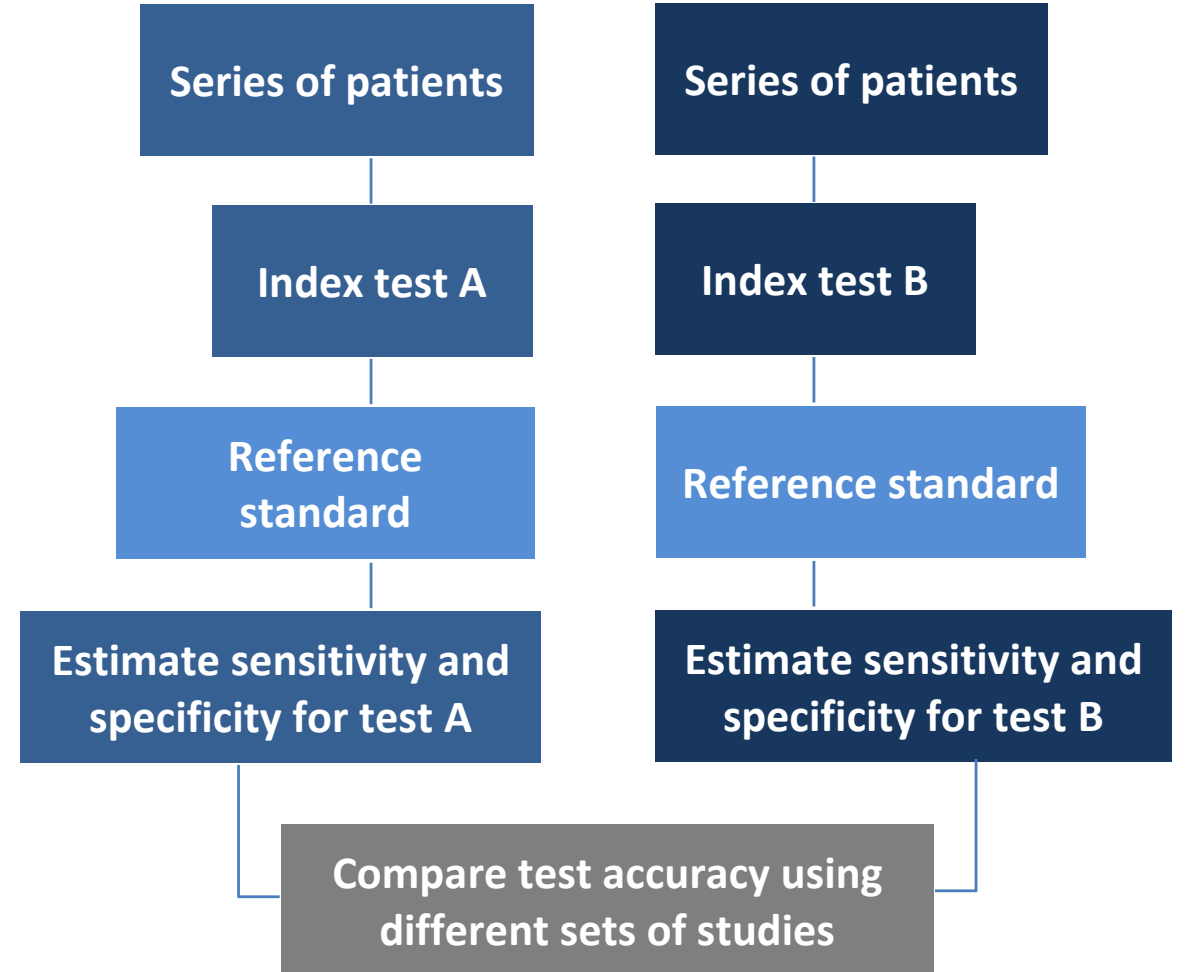 Series of patients
Index test A
Reference
standard
Estimate sensitivity and
specificity for test A
Series of patients
Index test B
Reference standard
Estimate sensitivity and
specificity for test B
Compare test accuracy using
different sets of studies